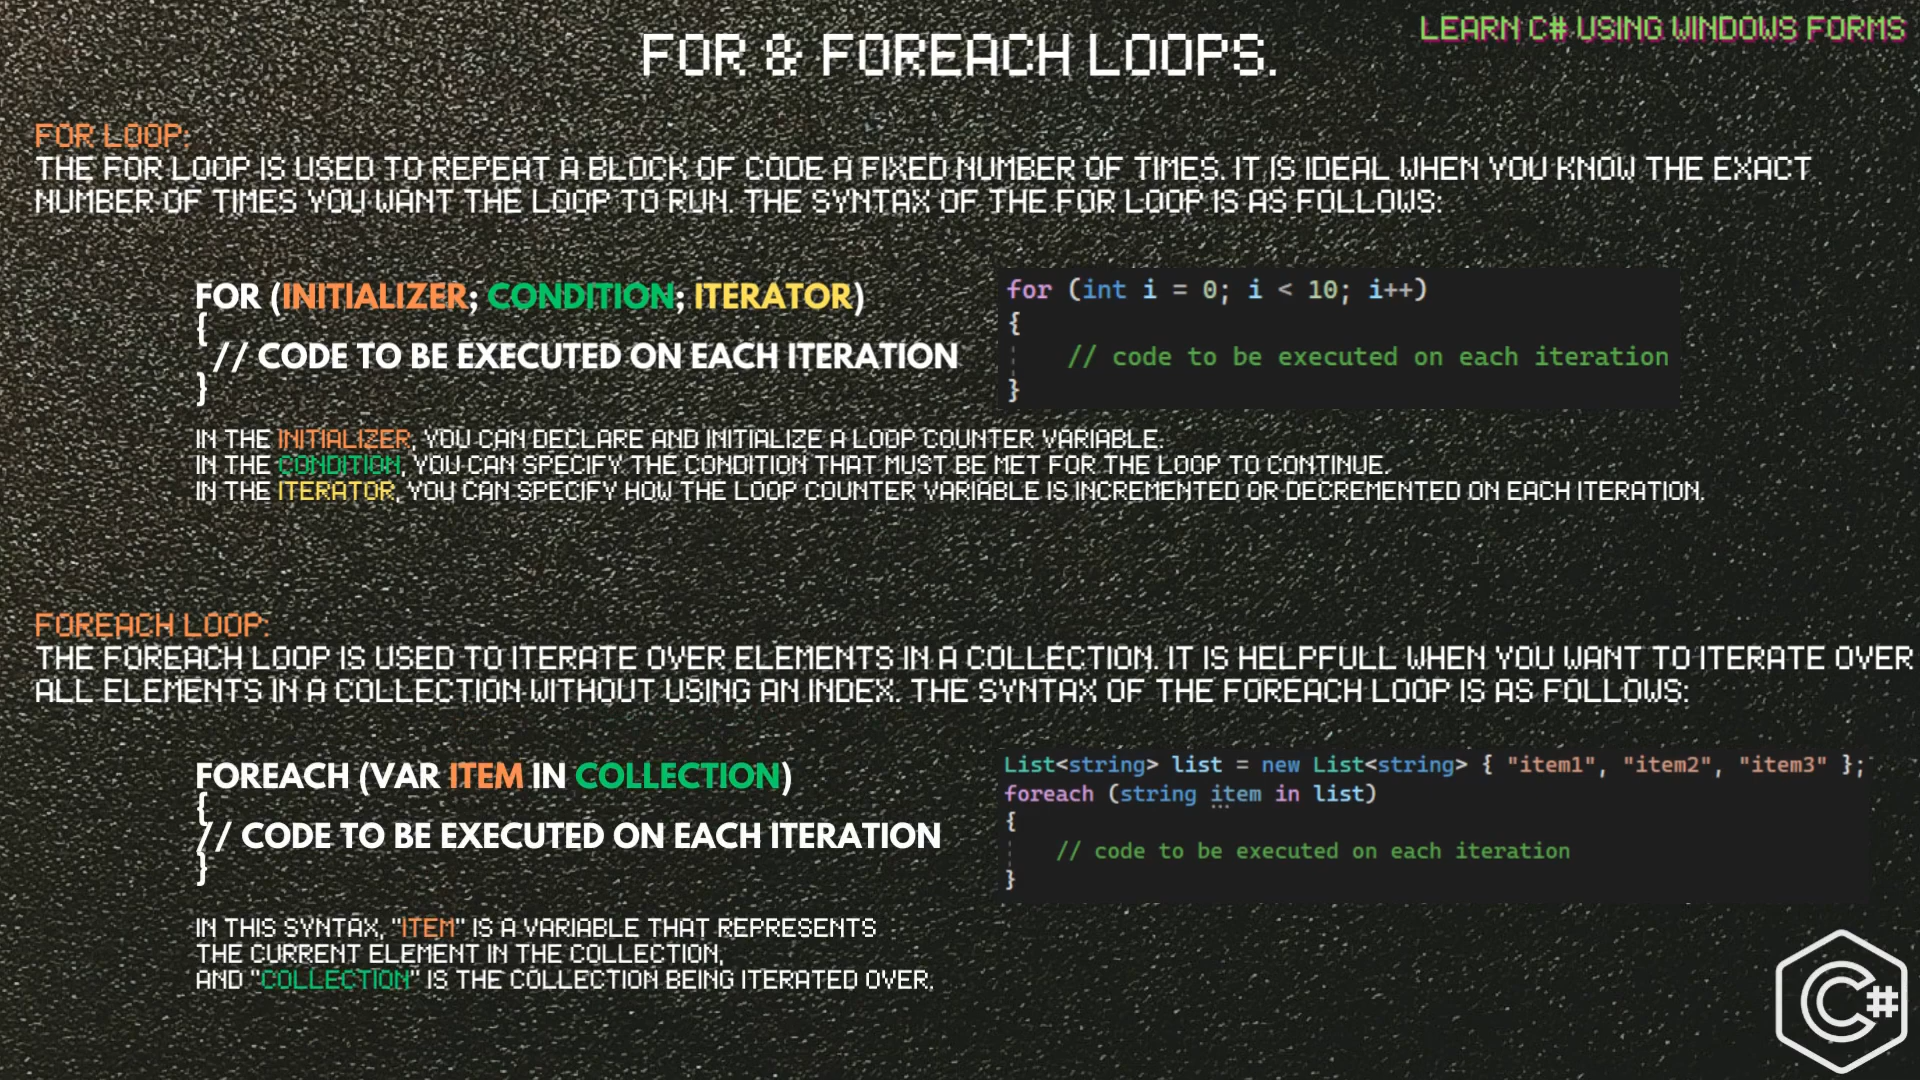 LEARN C# USING WINDOWS FORMS
FOR & FOREACH LOOPS.
FOR LOOP:
THE FOR LOOP IS USED TO REPEAT A BLOCK OF CODE A FIXED NUMBER OF TIMES. IT IS IDEAL WHEN YOU KNOW THE EXACT
NUMBER OF TIMES YOU WANT THE LOOP TO RUN. THE SYNTAX OF THE FOR LOOP IS AS FOLLOWS:
FOR (INITIALIZER; CONDITION; ITERATOR)
{
// CODE TO BE EXECUTED ON EACH ITERATION
}
for (int i = 0; i < 10; i++)
{
// code to be executed on each iteration
}
IN THE INITIALIZER, YOU CAN DECLARE AND INITIALIZE A LOOP COUNTER VARIABLE.
IN THE CONDITION, YOU CAN SPECIFY THE CONDITION THAT MUST BE MET FOR THE LOOP TO CONTINUE.
IN THE ITERATOR, YOU CAN SPECIFY HOW THE LOOP COUNTER VARIABLE IS INCREMENTED OR DECREMENTED ON EACH ITERATION.
FOREACH LOOP:
THE FOREACH LOOP IS USED TO ITERATE OVER ELEMENTS IN A COLLECTION. IT IS HELPFULL WHEN YOU WANT TO ITERATE OVER
ALL ELEMENTS IN A COLLECTION WITHOUT USING AN INDEX. THE SYNTAX OF THE FOREACH LOOP IS AS FOLLOWS:
FOREACH (VAR ITEM IN COLLECTION)
{
// CODE TO BE EXECUTED ON EACH ITERATION
}
List<string> list = new List<string> { "item1", "item2", "item3" };
foreach (string item in list)
{
// code to be executed on each iteration
}
IN THIS SYNTAX, "ITEM" IS A VARIABLE THAT REPRESENTS
THE CURRENT ELEMENT IN THE COLLECTION,
AND "COLLECTION" IS THE COLLECTION BEING ITERATED OVER.
C#